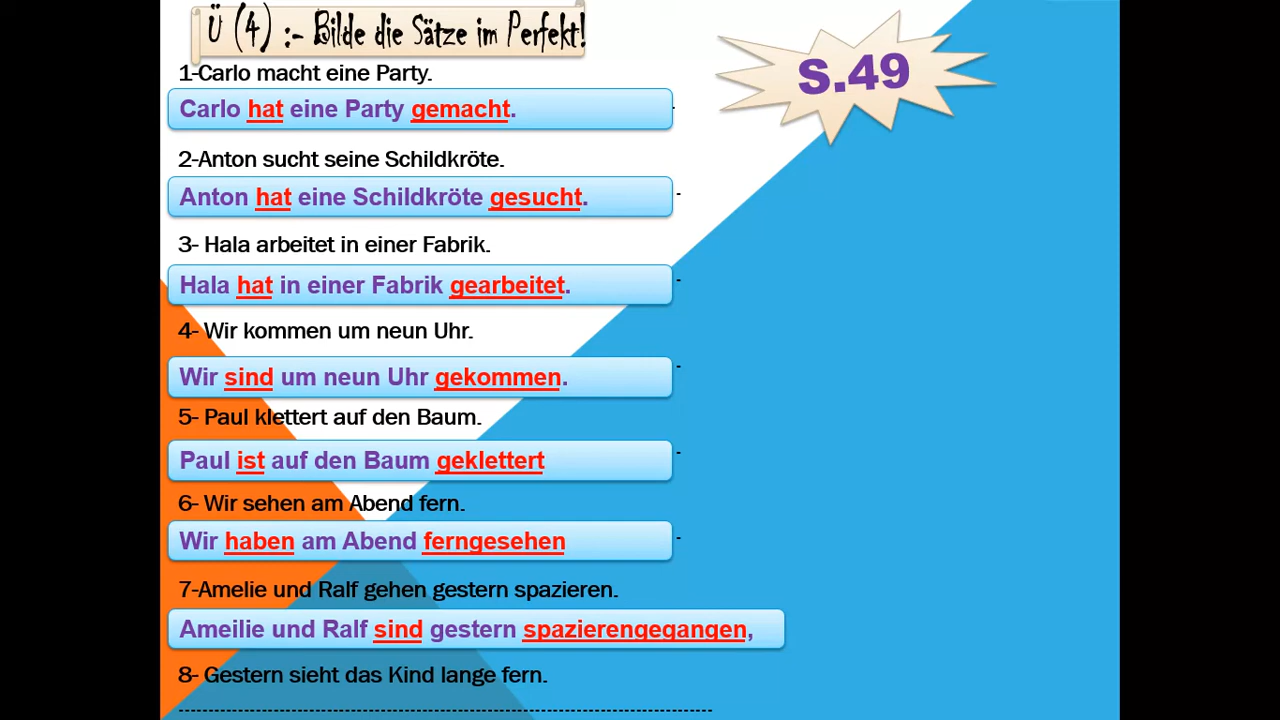 Ü (4) :- Bilde die Sätze im Perfekt!
S.49
1-Carlo macht eine Party.
Carlo hat eine Party gemacht.
2-Anton sucht seine Schildkröte.
Anton hat eine Schildkröte gesucht.
3- Hala arbeitet in einer Fabrik.
Hala hat in einer Fabrik gearbeitet.
4- Wir kommen um neun Uhr.
Wir sind um neun Uhr gekommen.
5- Paul klettert auf den Baum.
Paul ist auf den Baum geklettert
6- Wir sehen am Abend fern.
Wir haben am Abend ferngesehen
7-Amelie und Ralf gehen gestern spazieren.
Ameilie und Ralf sind gestern spazierengegangen,
8- Gestern sieht das Kind lange fern.